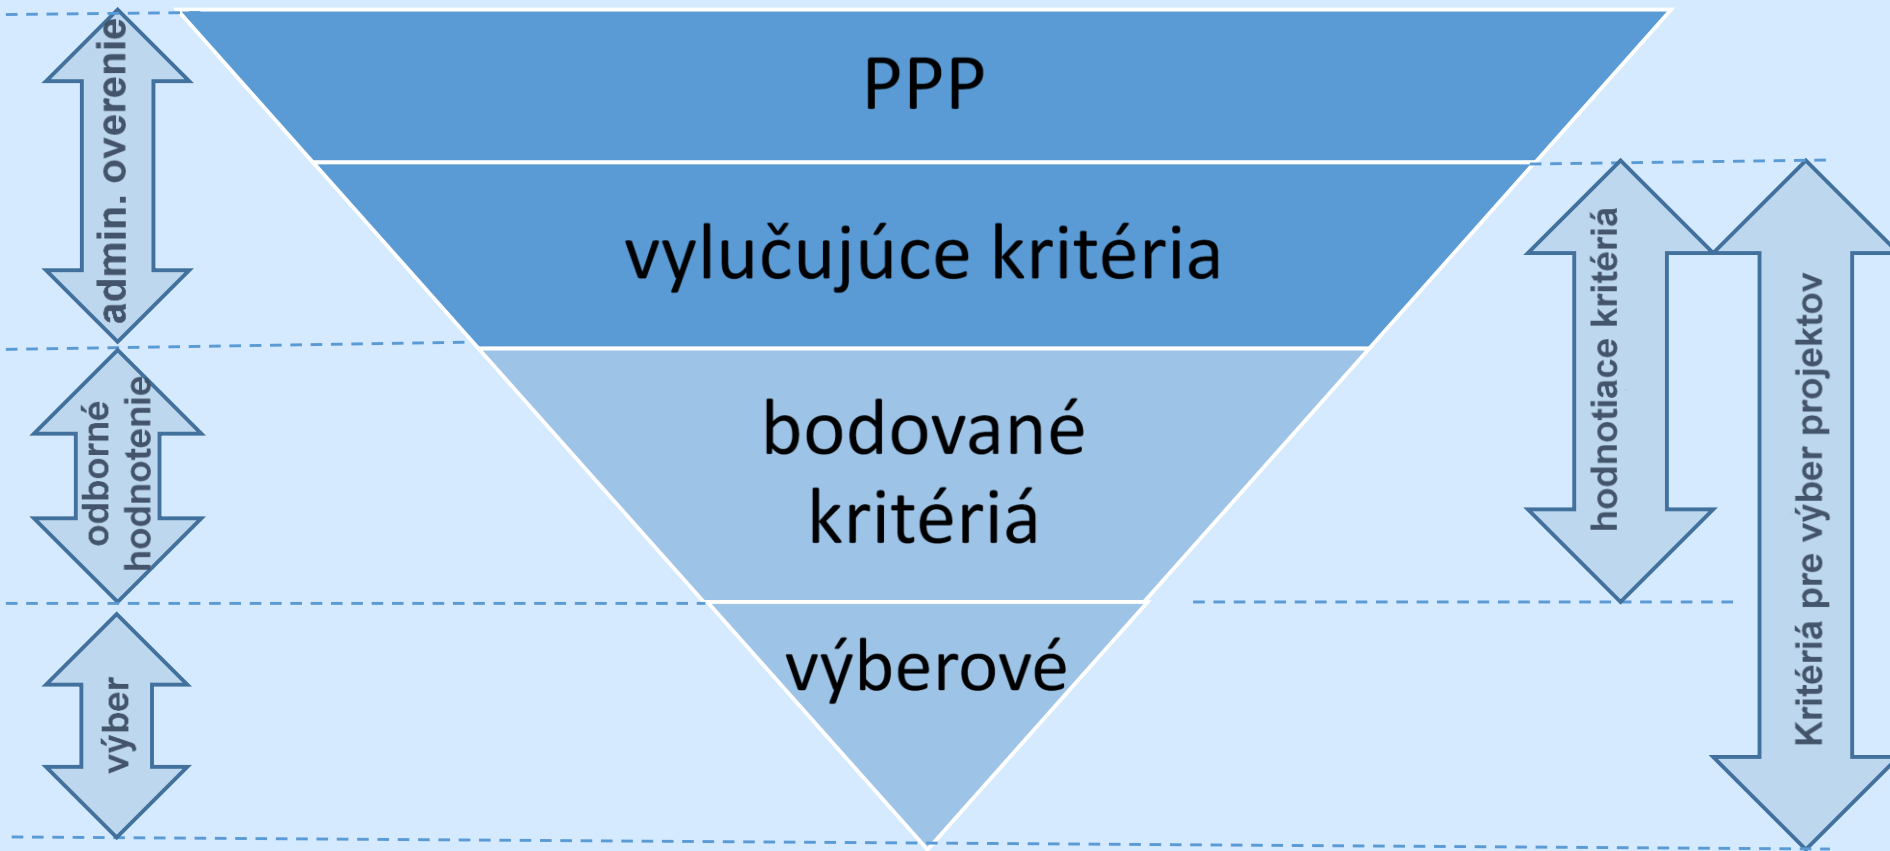 admin. overenie
odborné
hodnotenie
výber
PPP
vylučujúce kritéria
bodované
kritériá
výberové
hodnotiace kritériá
Kritériá pre výber projektov